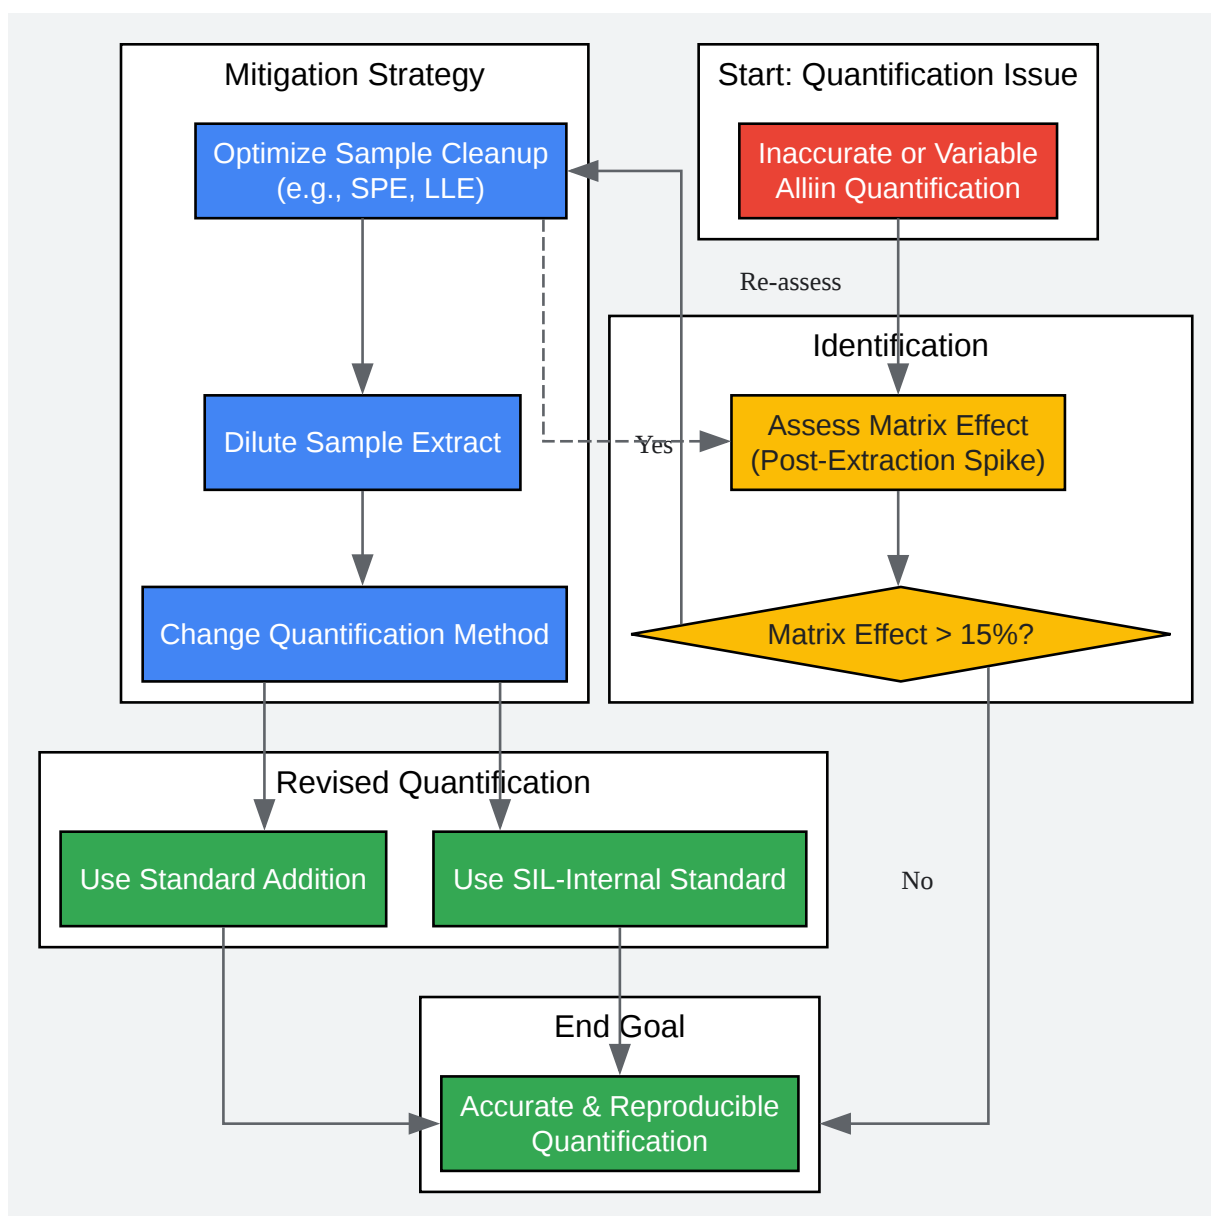 Mitigation Strategy
Optimize Sample Cleanup
(e.g., SPE, LLE)
Dilute Sample Extract
Change Quantification Method
Start: Quantification Issue
Inaccurate or Variable
Alliin Quantification
Re-assess
Identification
Assess Matrix Effect
(Post-Extraction Spike)
Yes
Matrix Effect > 15%?
Revised Quantification
Use Standard Addition
Use SIL-Internal Standard
No
End Goal
Accurate & Reproducible
Quantification